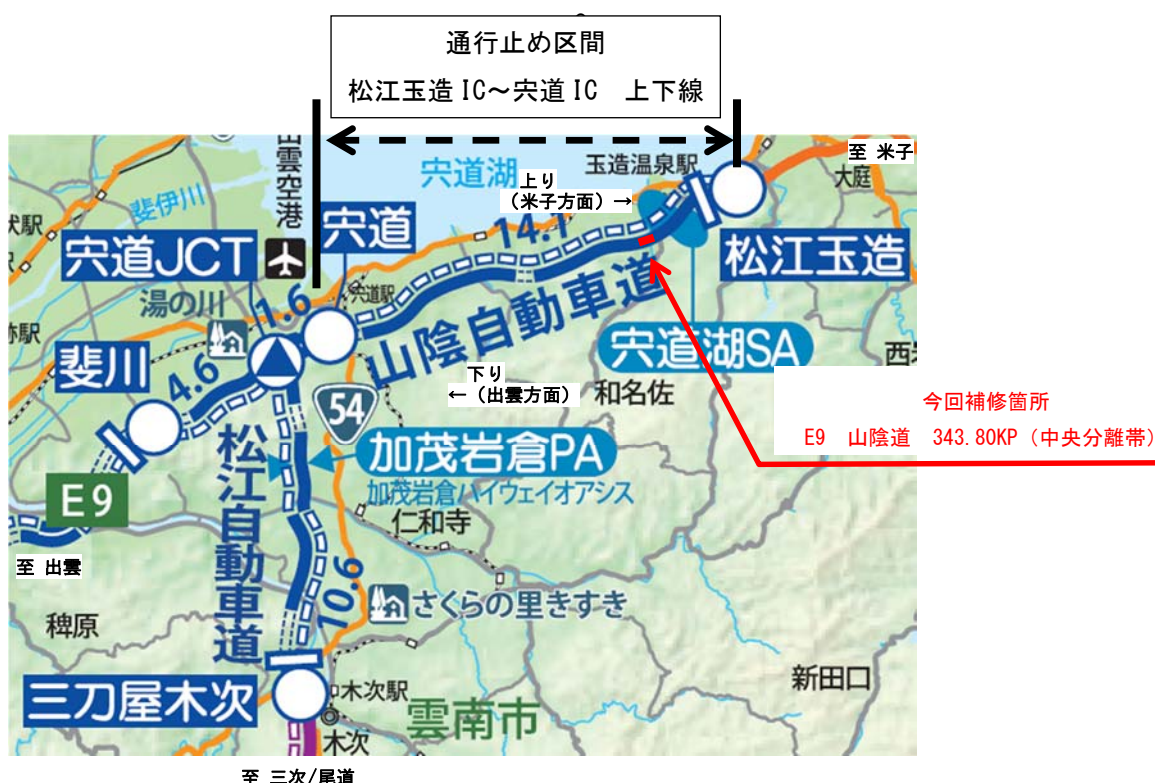 通行止め区間
松江玉造 IC～宍道 IC　上下線
至 米子
大庭
玉造温泉駅
宍道湖
上り
（米子方面）→
出雲空港
斐伊川
宍道
14.7
松江玉造
宍道JCT
湯の川
1.6
宍道駅
山陰自動車道
宍道湖SA
斐川
4.6
下り
←（出雲方面）
和名佐
54
今回補修箇所
E9　山陰道　343.80KP（中央分離帯）
加茂岩倉PA
加茂岩倉ハイウェイオアシス
E9
松江自動車道
仁和寺
至 出雲
10.6
さくらの里きすき
稗原
新田口
三刀屋木次
木次駅
雲南市
木次
至 三次/尾道